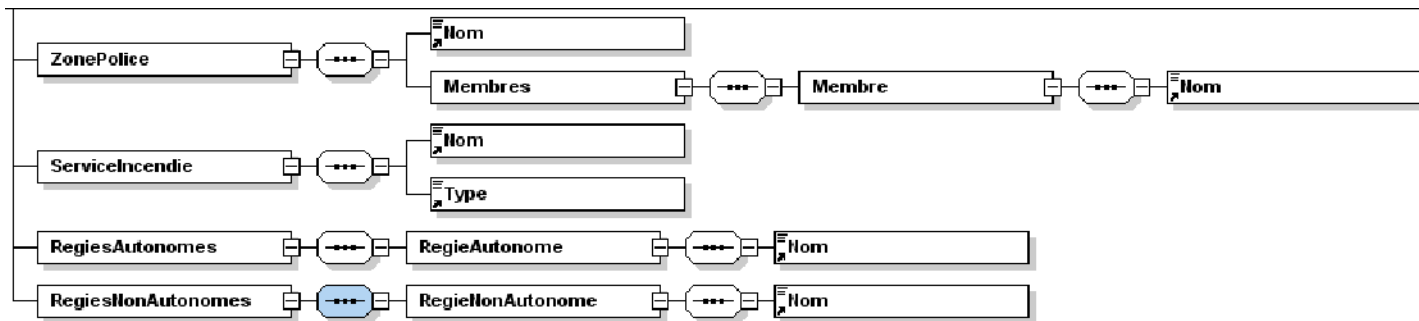 Nom
ZonePolice
Membres Membre Nom
Nom
ServiceIncendie
Type
RegiesAutonomes RegieAutonome Nom
RegiesNonAutonomes RegieNonAutonome Nom